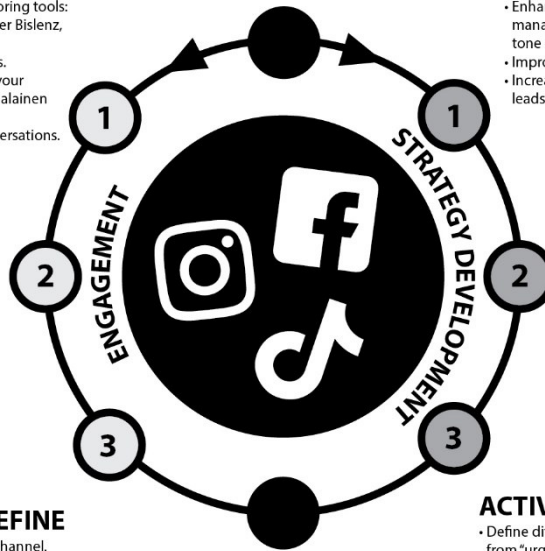 oring tools:
er Bislenz,
s.
your
alainen
ersations.
• Enha
mana
tone
• Impro
• Increa
leads
1
1
STRATEGY DEVELOPMENT
ENGAGEMENT
2
2
3
3
EFINE
hannel.
ACTIV
• Define di
from "urg